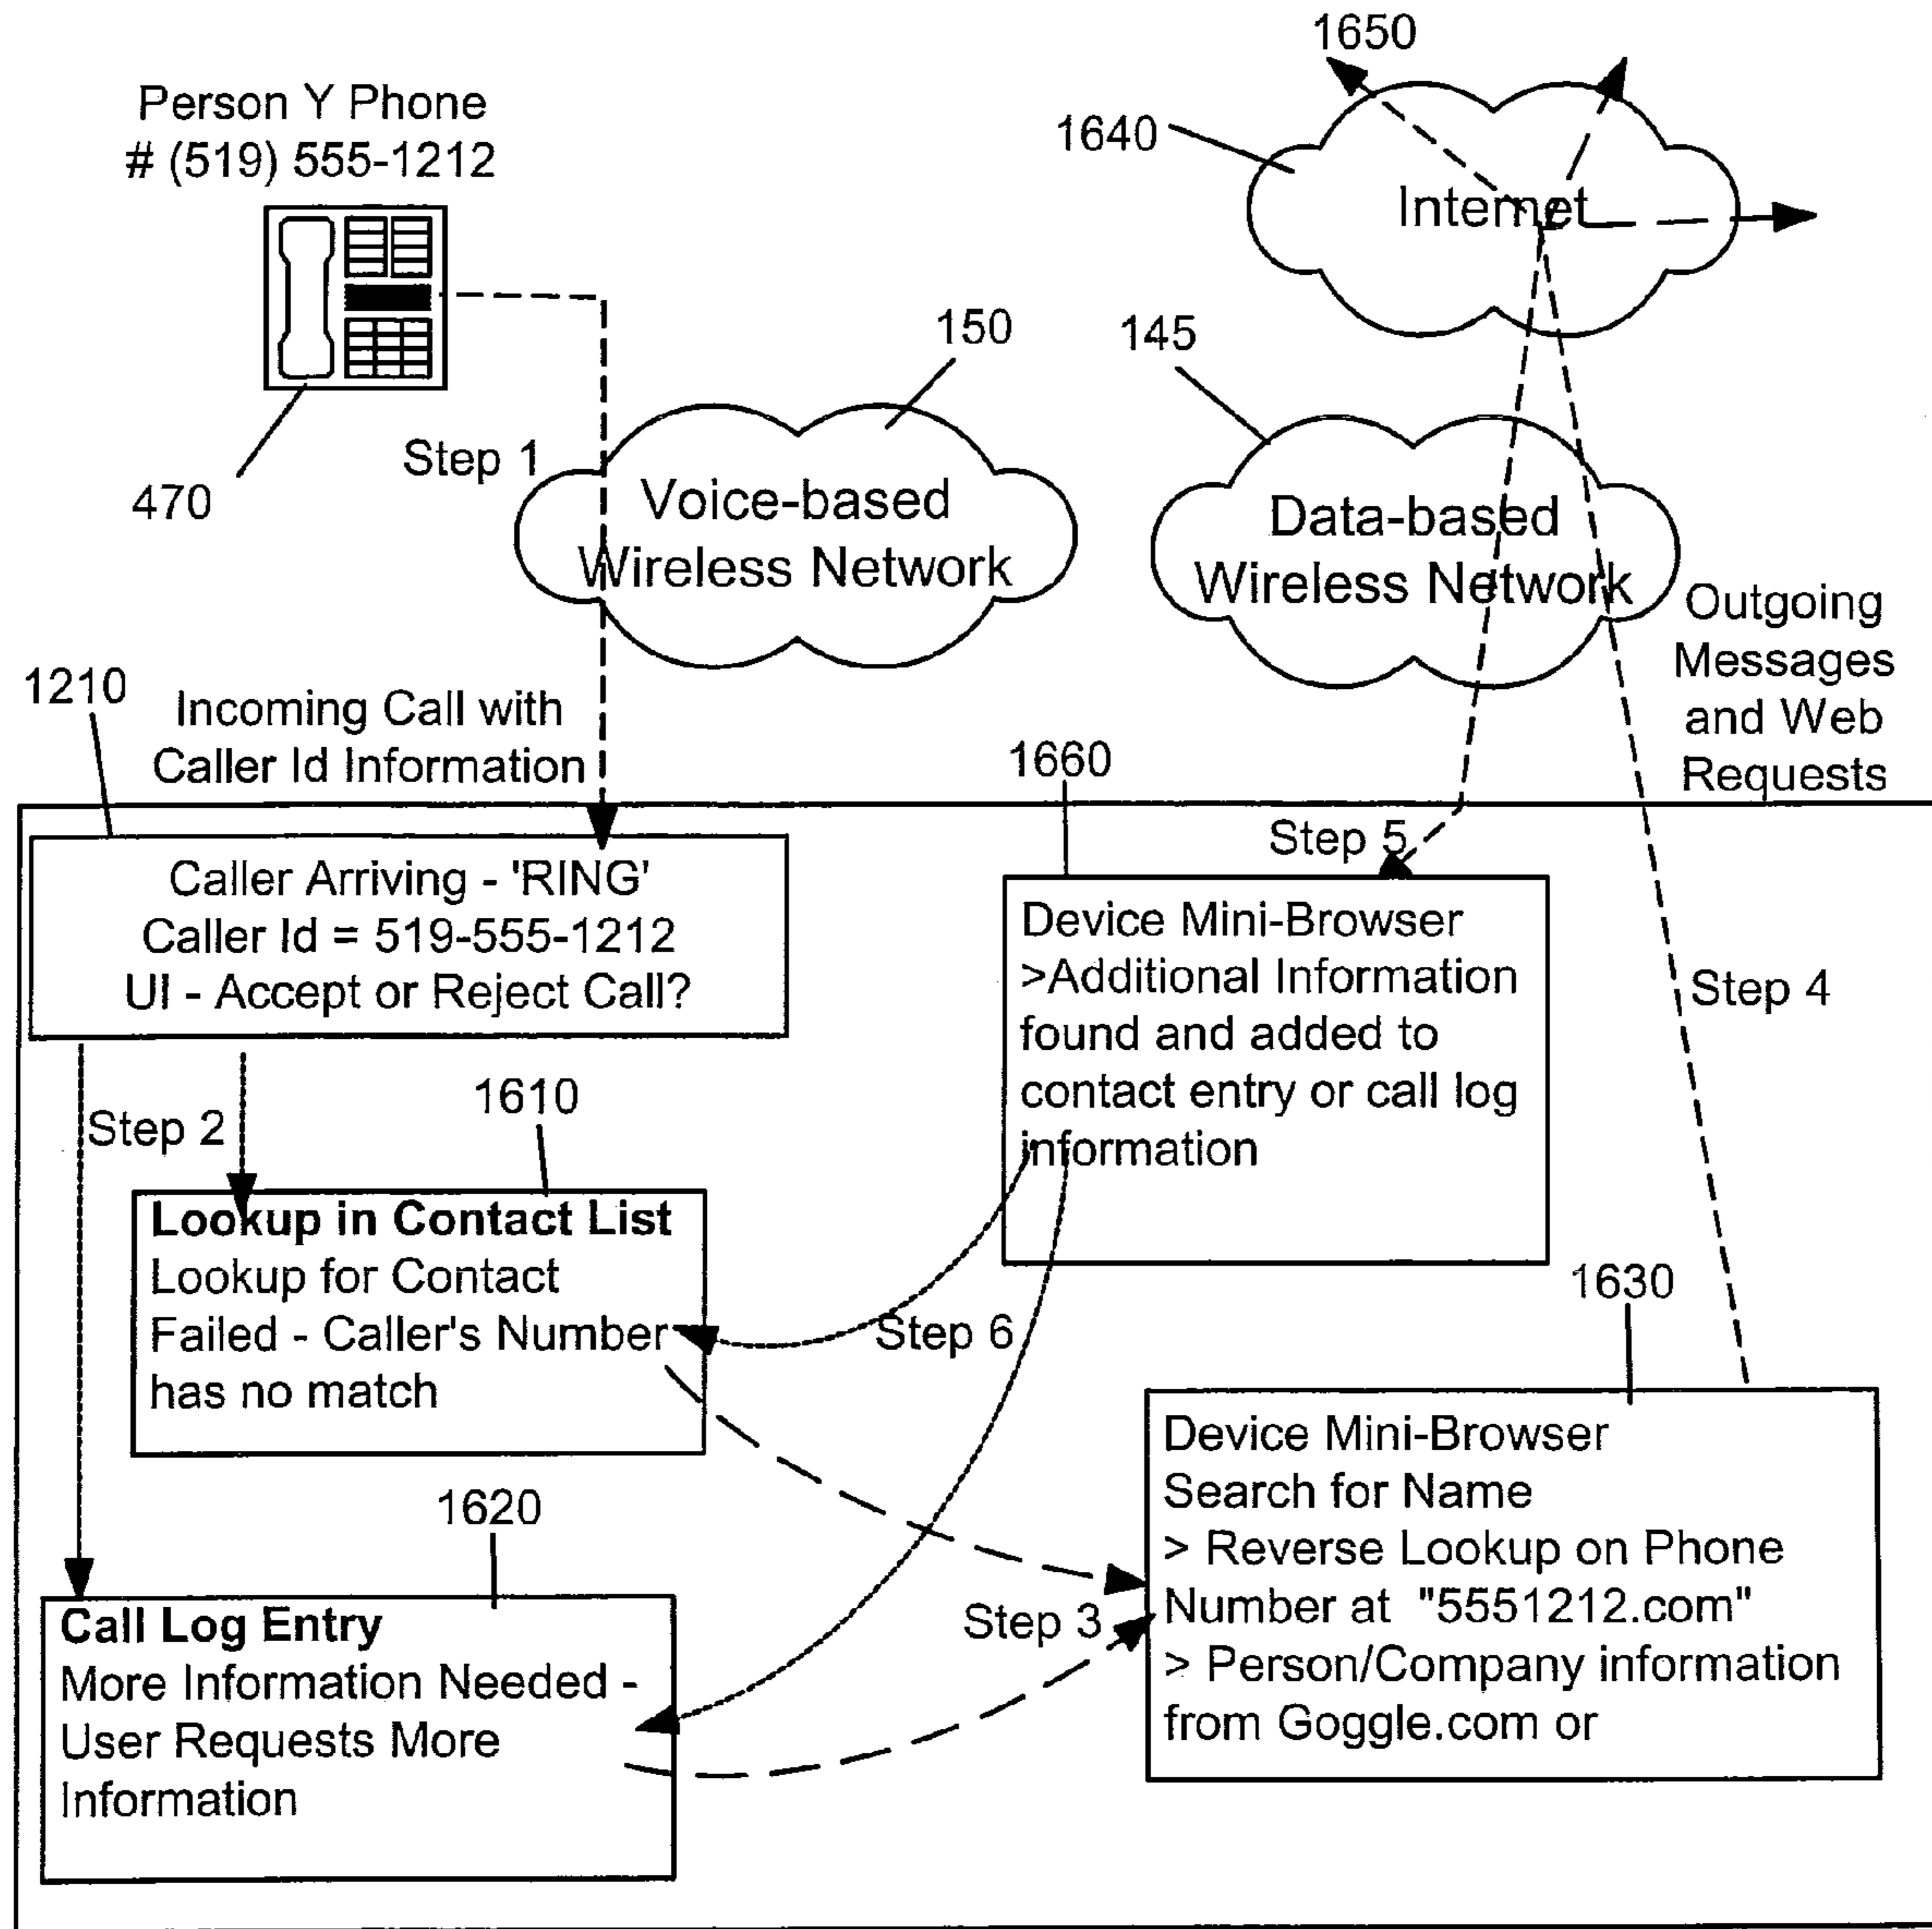 1650
Person Y Phone
# (519) 555-1212
1640
Internet
150
145
Step 1
470
Voice-based
Wireless Network
Data-based
Wireless Network
Outgoing
Messages
and Web
Requests
1210
Incoming Call with
Caller Id Information
1660
Step 5
Caller Arriving - 'RING'
Caller Id = 519-555-1212
UI - Accept or Reject Call?
Device Mini-Browser
>Additional Information
found and added to
contact entry or call log
information
Step 4
Step 2
1610
Lookup in Contact List
Lookup for Contact
Failed - Caller's Number
has no match
Step 6
1630
Device Mini-Browser
Search for Name
> Reverse Lookup on Phone
Number at "5551212.com"
> Person/Company information
from Goggle.com or
1620
Step 3
Call Log Entry
More Information Needed -
User Requests More
Information